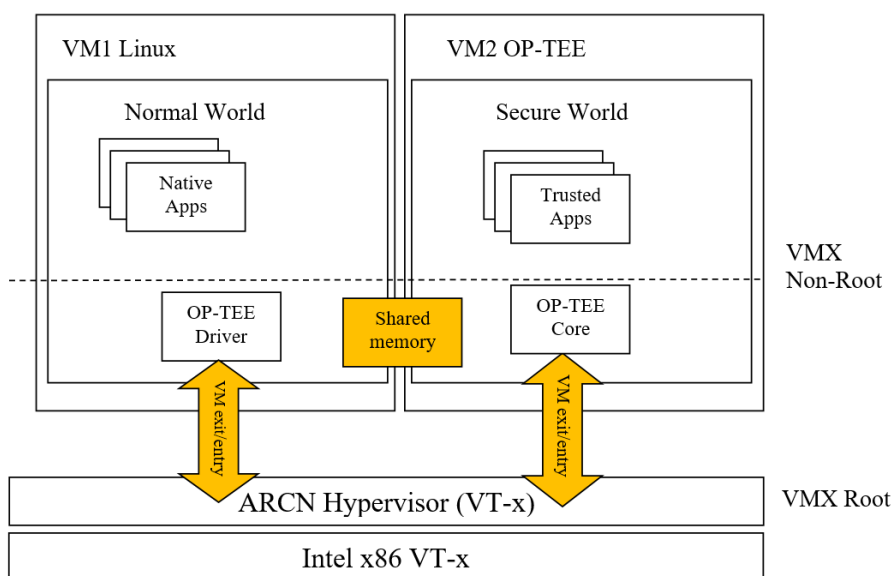 VM1 Linux
VM2 OP-TEE
Normal World
Secure World
Native
Apps
Trusted
Apps
VMX
Non-Root
OP-TEE
Driver
Shared
memory
OP-TEE
Core
VM exit/entry
VM exit/entry
ARCN Hypervisor (VT-x)
VMX Root
Intel x86 VT-x